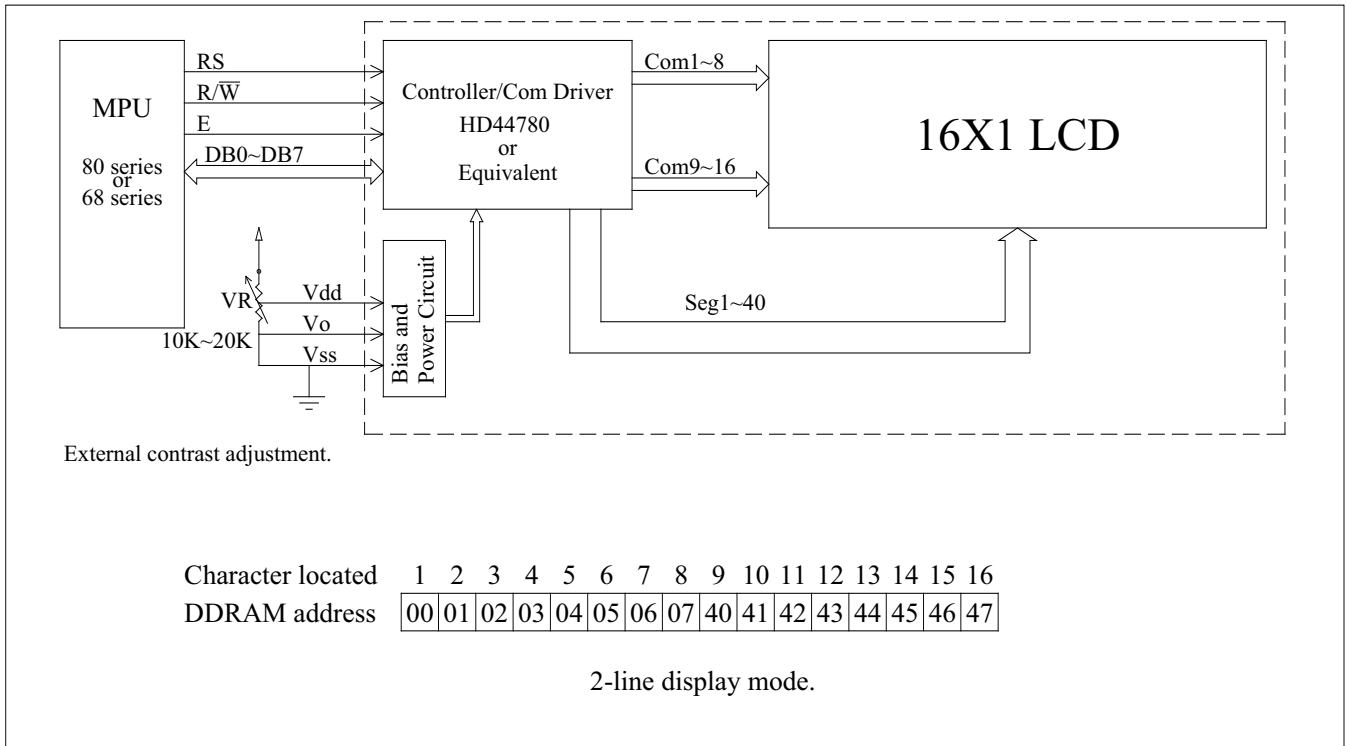 MPU
80 series
or
68 series
RS
R/W̅
E
DB0~DB7
Controller/Com Driver
HD44780
or
Equivalent
Com1~8
Com9~16
16X1 LCD
VR
10K~20K
Vdd
Vo
Vss
Bias and
Power Circuit
Seg1~40
External contrast adjustment.
Character located 1 2 3 4 5 6 7 8 9 10 11 12 13 14 15 16
DDRAM address 00 01 02 03 04 05 06 07 40 41 42 43 44 45 46 47
2-line display mode.